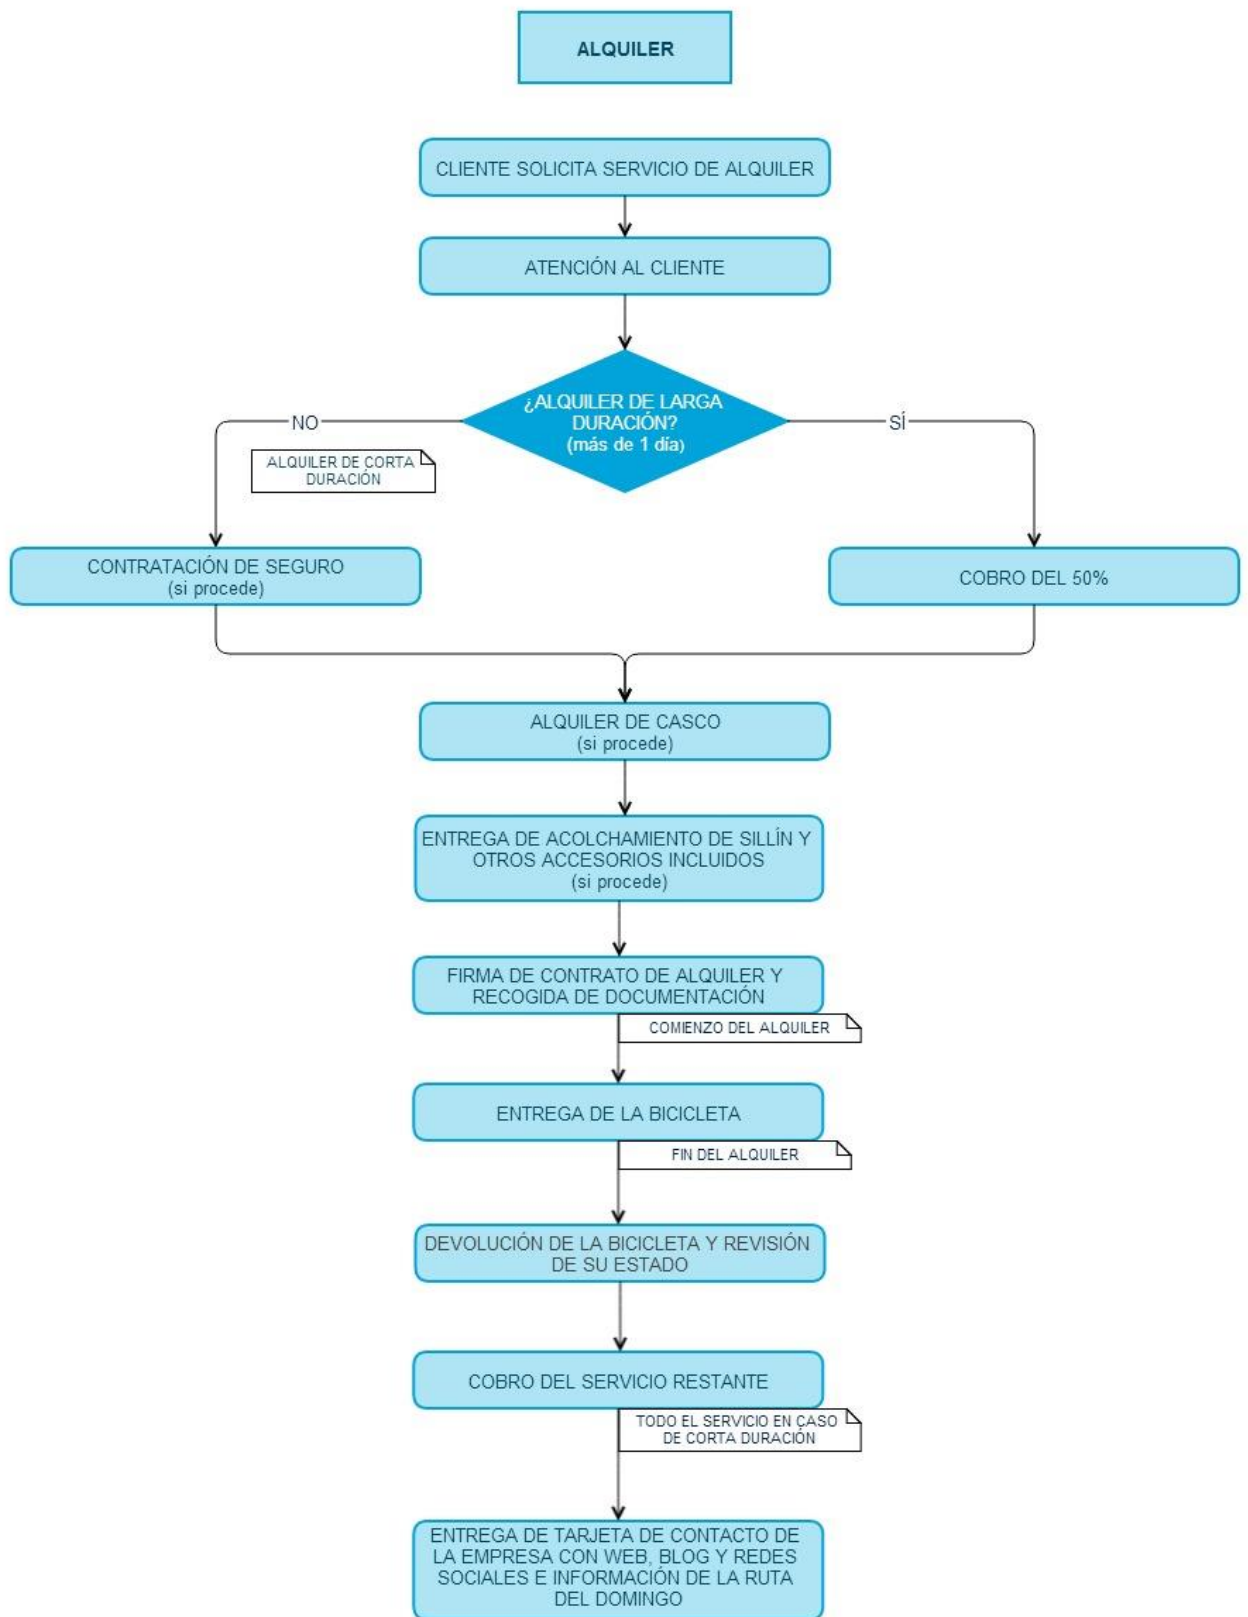 ALQUILER
CLIENTE SOLICITA SERVICIO DE ALQUILER
ATENCIÓN AL CLIENTE
¿ALQUILER DE LARGA
DURACIÓN?
(más de 1 día)
NO
SÍ
ALQUILER DE CORTA
DURACIÓN
CONTRATACIÓN DE SEGURO
(si procede)
COBRO DEL 50%
ALQUILER DE CASCO
(si procede)
ENTREGA DE ACOLCHAMIENTO DE SILLÍN Y
OTROS ACCESORIOS INCLUIDOS
(si procede)
FIRMA DE CONTRATO DE ALQUILER Y
RECOGIDA DE DOCUMENTACIÓN
COMIENZO DEL ALQUILER
ENTREGA DE LA BICICLETA
FIN DEL ALQUILER
DEVOLUCIÓN DE LA BICICLETA Y REVISIÓN
DE SU ESTADO
COBRO DEL SERVICIO RESTANTE
TODO EL SERVICIO EN CASO
DE CORTA DURACIÓN
ENTREGA DE TARJETA DE CONTACTO DE
LA EMPRESA CON WEB, BLOG Y REDES
SOCIALES E INFORMACIÓN DE LA RUTA
DEL DOMINGO